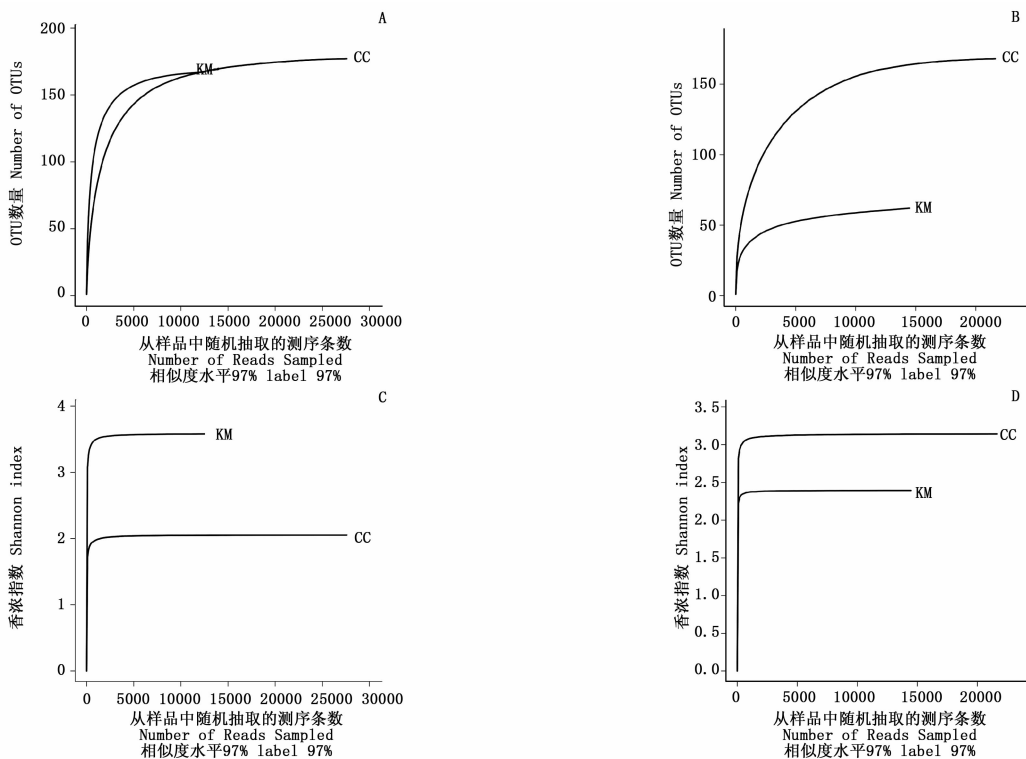 A
200
150
100
50
0
OTU数量 Number of OTUs
KM
CC
0 5000 10000 15000 20000 25000 30000
从样品中随机抽取的测序条数
Number of Reads Sampled
相似度水平97% label 97%
B
150
100
50
0
OTU数量 Number of OTUs
CC
KM
0 5000 10000 15000 20000
从样品中随机抽取的测序条数
Number of Reads Sampled
相似度水平97% label 97%
C
4
3
2
1
0
香浓指数 Shannon index
KM
CC
0 5000 10000 15000 20000 25000 30000
从样品中随机抽取的测序条数
Number of Reads Sampled
相似度水平97% label 97%
D
3.5
3.0
2.5
2.0
1.0
0.5
0.0
香浓指数 Shannon index
CC
KM
0 5000 10000 15000 20000
从样品中随机抽取的测序条数
Number of Reads Sampled
相似度水平97% label 97%